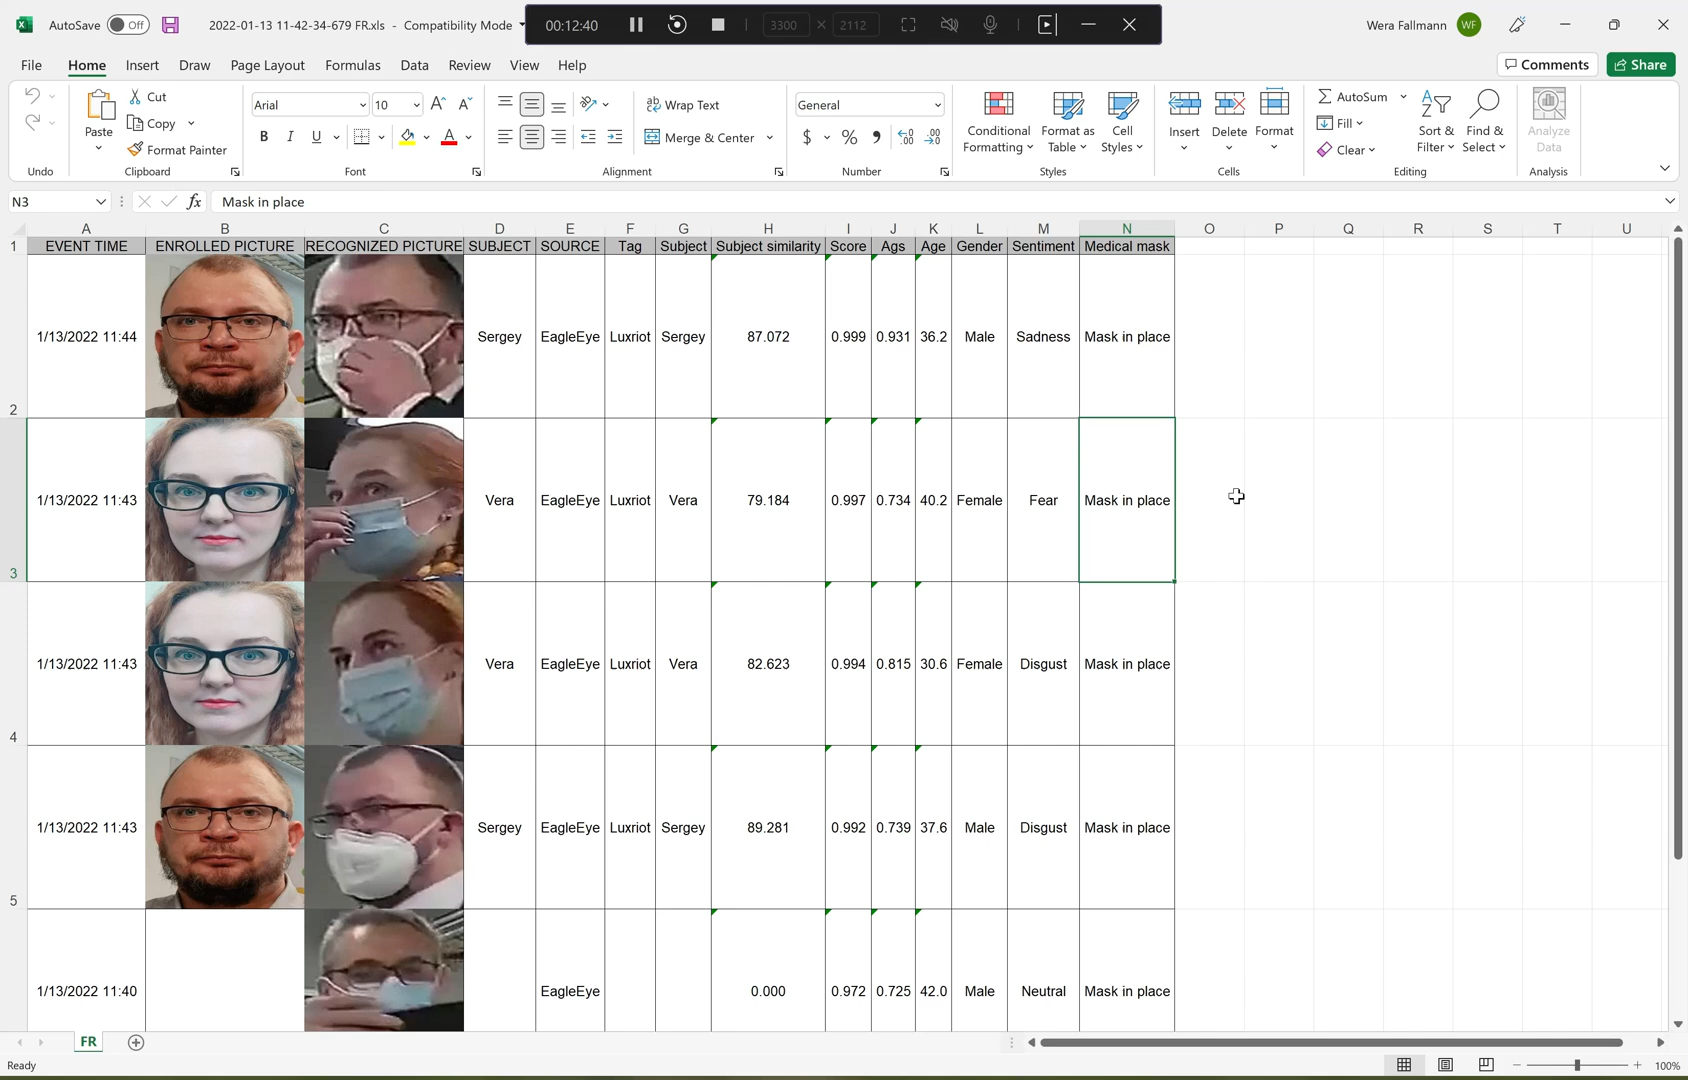 AutoSave Off 2022-01-13 11-42-34-679 FR.xls - Compatibility Mode 00:12:40 3300 × 2112 Wera Fallmann WF
File Home Insert Draw Page Layout Formulas Data Review View Help Comments Share
Cut Arial 10 Wrap Text General AutoSum
Paste Copy Merge & Center Conditional Formatting Format as Table Cell Styles Insert Delete Format Fill Sort & Filter Find & Select Analyze Data
Format Painter B I U A $ % Clear
Undo Clipboard Font Alignment Number Styles Cells Editing Analysis
N3 fx Mask in place
A B C D E F G H I J K L M N O P Q R S T U
1 EVENT TIME ENROLLED PICTURE RECOGNIZED PICTURE SUBJECT SOURCE Tag Subject Subject similarity Score Ags Age Gender Sentiment Medical mask
2 1/13/2022 11:44 Sergey EagleEye Luxriot Sergey 87.072 0.999 0.931 36.2 Male Sadness Mask in place
3 1/13/2022 11:43 Vera EagleEye Luxriot Vera 79.184 0.997 0.734 40.2 Female Fear Mask in place
4 1/13/2022 11:43 Vera EagleEye Luxriot Vera 82.623 0.994 0.815 30.6 Female Disgust Mask in place
5 1/13/2022 11:43 Sergey EagleEye Luxriot Sergey 89.281 0.992 0.739 37.6 Male Disgust Mask in place
1/13/2022 11:40 EagleEye 0.000 0.972 0.725 42.0 Male Neutral Mask in place
FR
Ready 100%